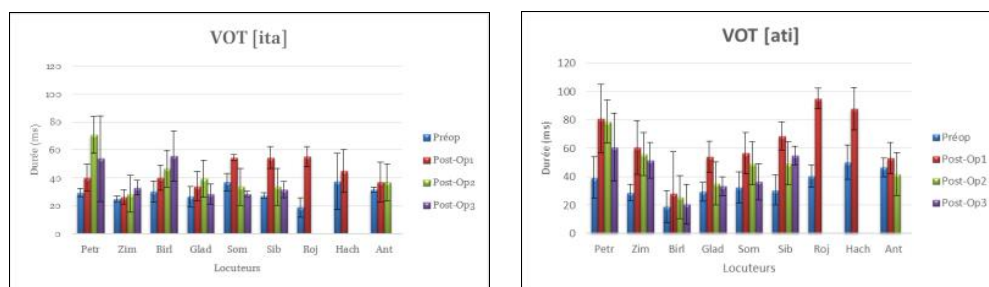 VOT [ita]
120
100
80
60
40
20
0
Durée (ms)
Petr Zim Birl Glad Som Sib Roj Hach Ant
Locuteurs
Préop
Post-Op1
Post-Op2
Post-Op3
VOT [ati]
120
100
80
60
40
20
0
Durée (ms)
Petr Zim Birl Glad Som Sib Roj Hach Ant
Locuteurs
Préop
Post-Op1
Post-Op2
Post-Op3